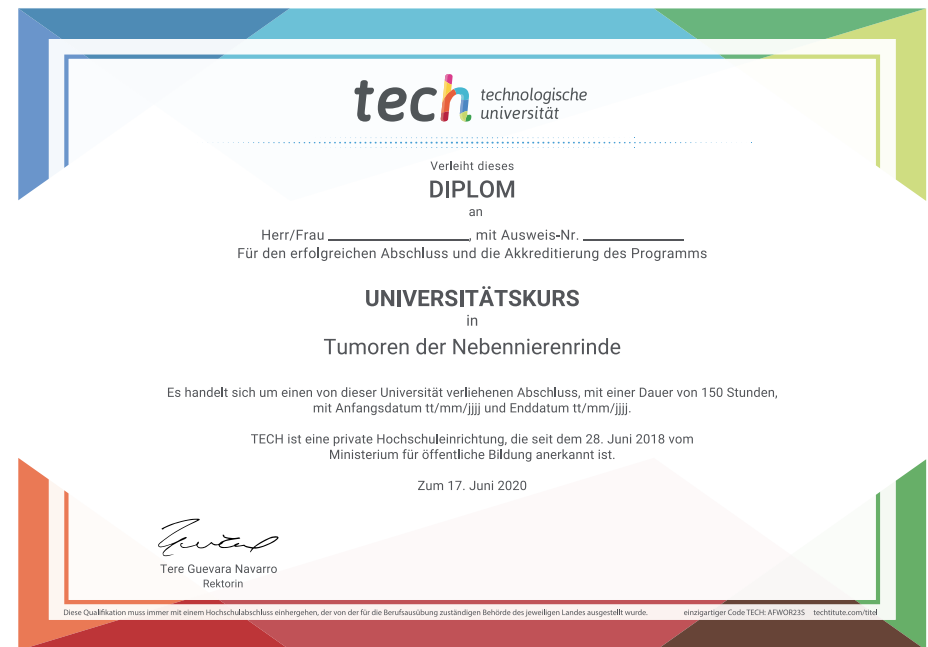 tech technologische
universität
Verleiht dieses
DIPLOM
an
Herr/Frau ____________________, mit Ausweis-Nr. ______________
Für den erfolgreichen Abschluss und die Akkreditierung des Programms
UNIVERSITÄTSKURS
in
Tumoren der Nebennierenrinde
Es handelt sich um einen von dieser Universität verliehenen Abschluss, mit einer Dauer von 150 Stunden,
mit Anfangsdatum tt/mm/jjjj und Enddatum tt/mm/jjjj.
TECH ist eine private Hochschuleinrichtung, die seit dem 28. Juni 2018 vom
Ministerium für öffentliche Bildung anerkannt ist.
Zum 17. Juni 2020
Tere Guevara Navarro
Rektorin
Diese Qualifikation muss immer mit einem Hochschulabschluss einhergehen, der von der für die Berufsausübung zuständigen Behörde des jeweiligen Landes ausgestellt wurde. einzigartiger Code TECH: AFWOR23S techtitute.com/titel